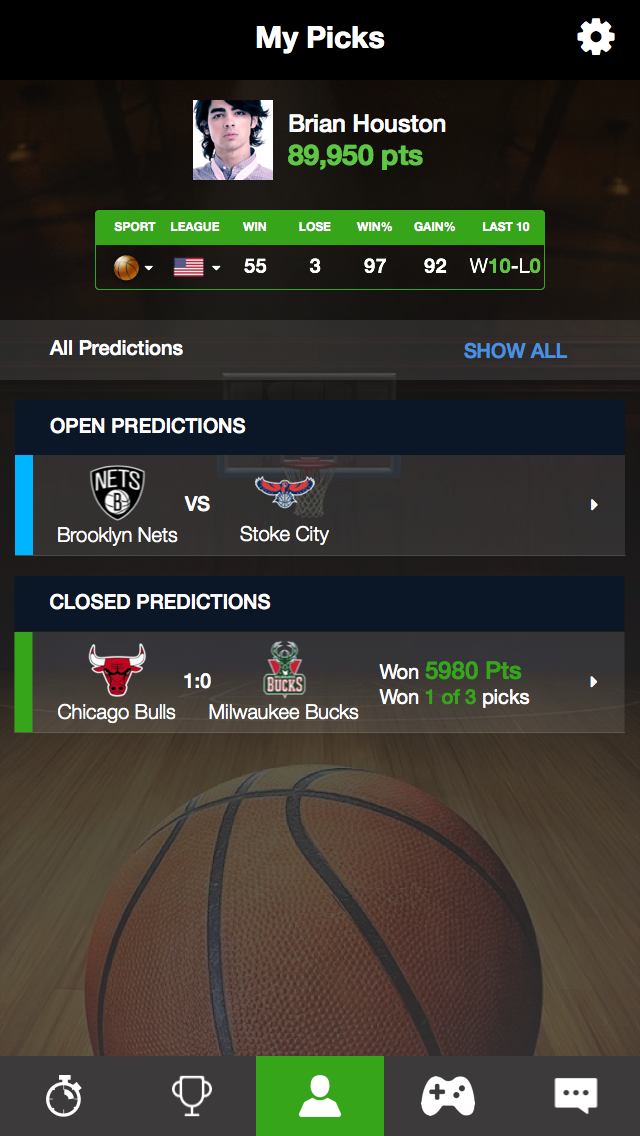 My Picks
Brian Houston
89,950 pts
SPORT LEAGUE WIN LOSE WIN% GAIN% LAST 10
55 3 97 92 W10-L0
All Predictions SHOW ALL
OPEN PREDICTIONS
NETS
B
VS
Brooklyn Nets Stoke City
CLOSED PREDICTIONS
BUCKS
1:0
Won 5980 Pts
Won 1 of 3 picks
Chicago Bulls Milwaukee Bucks